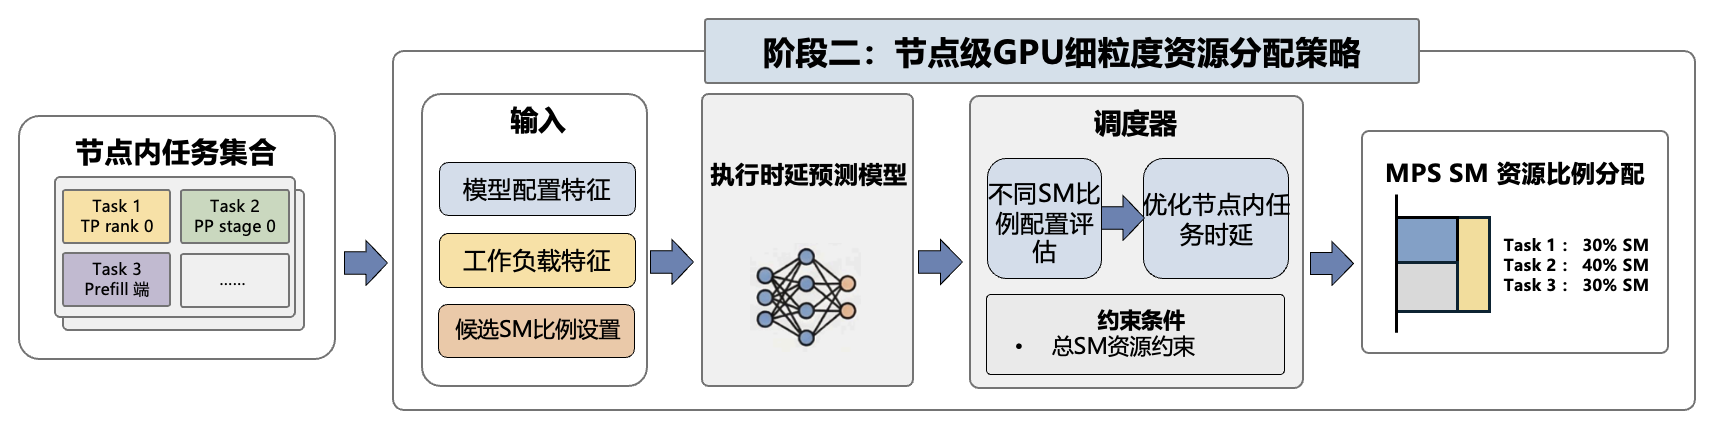 阶段二：节点级GPU细粒度资源分配策略
节点内任务集合
Task 1
TP rank 0
Task 2
PP stage 0
Task 3
Prefill 端
......
输入
模型配置特征
工作负载特征
候选SM比例设置
执行时延预测模型
调度器
不同SM比
例配置评
估
优化节点内任
务时延
约束条件
• 总SM资源约束
MPS SM 资源比例分配
Task 1： 30% SM
Task 2： 40% SM
Task 3： 30% SM